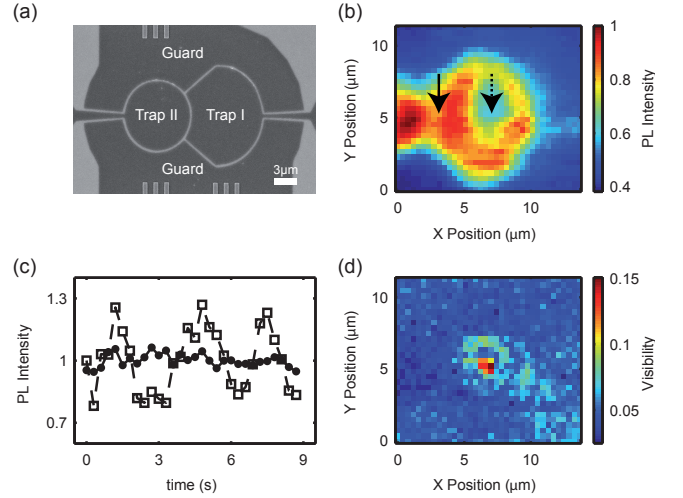 (a)
Guard
Trap II
Trap I
Guard
3μm
(b)
Y Position (μm)
10
5
0
0
5
10
X Position (μm)
1
0.8
0.6
0.4
PL Intensity
(c)
PL Intensity
1.3
1
0.7
0
3
6
9
time (s)
(d)
Y Position (μm)
10
5
0
0
5
10
X Position (μm)
0.15
0.10
0.05
Visibility